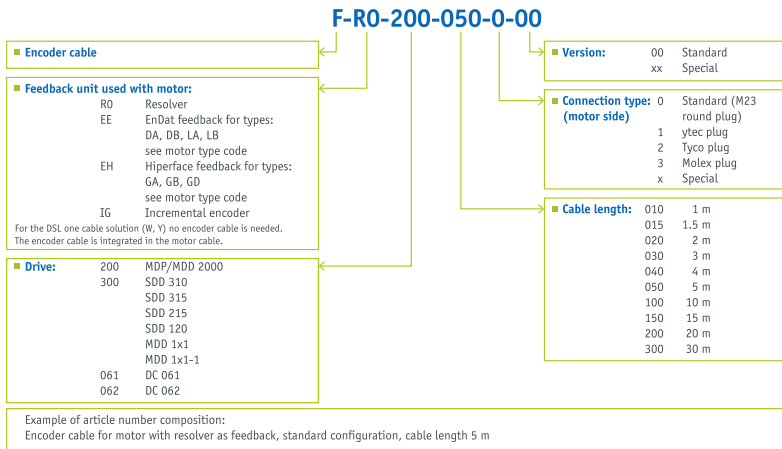 F-R0-200-050-0-00
Encoder cable
Feedback unit used with motor:
R0 Resolver
EE EnDat feedback for types:
DA, DB, LA, LB
see motor type code
EH Hiperface feedback for types:
GA, GB, GD
see motor type code
IG Incremental encoder
For the DSL one cable solution (W, Y) no encoder cable is needed.
The encoder cable is integrated in the motor cable.
Drive: 200 MDP/MDD 2000
300 SDD 310
SDD 315
SDD 215
SDD 120
MDD 1x1
MDD 1x1-1
061 DC 061
062 DC 062
Version: 00 Standard
xx Special
Connection type: 0 Standard (M23
(motor side) round plug)
1 ytec plug
2 Tyco plug
3 Molex plug
x Special
Cable length: 010 1 m
015 1.5 m
020 2 m
030 3 m
040 4 m
050 5 m
100 10 m
150 15 m
200 20 m
300 30 m
Example of article number composition:
Encoder cable for motor with resolver as feedback, standard configuration, cable length 5 m